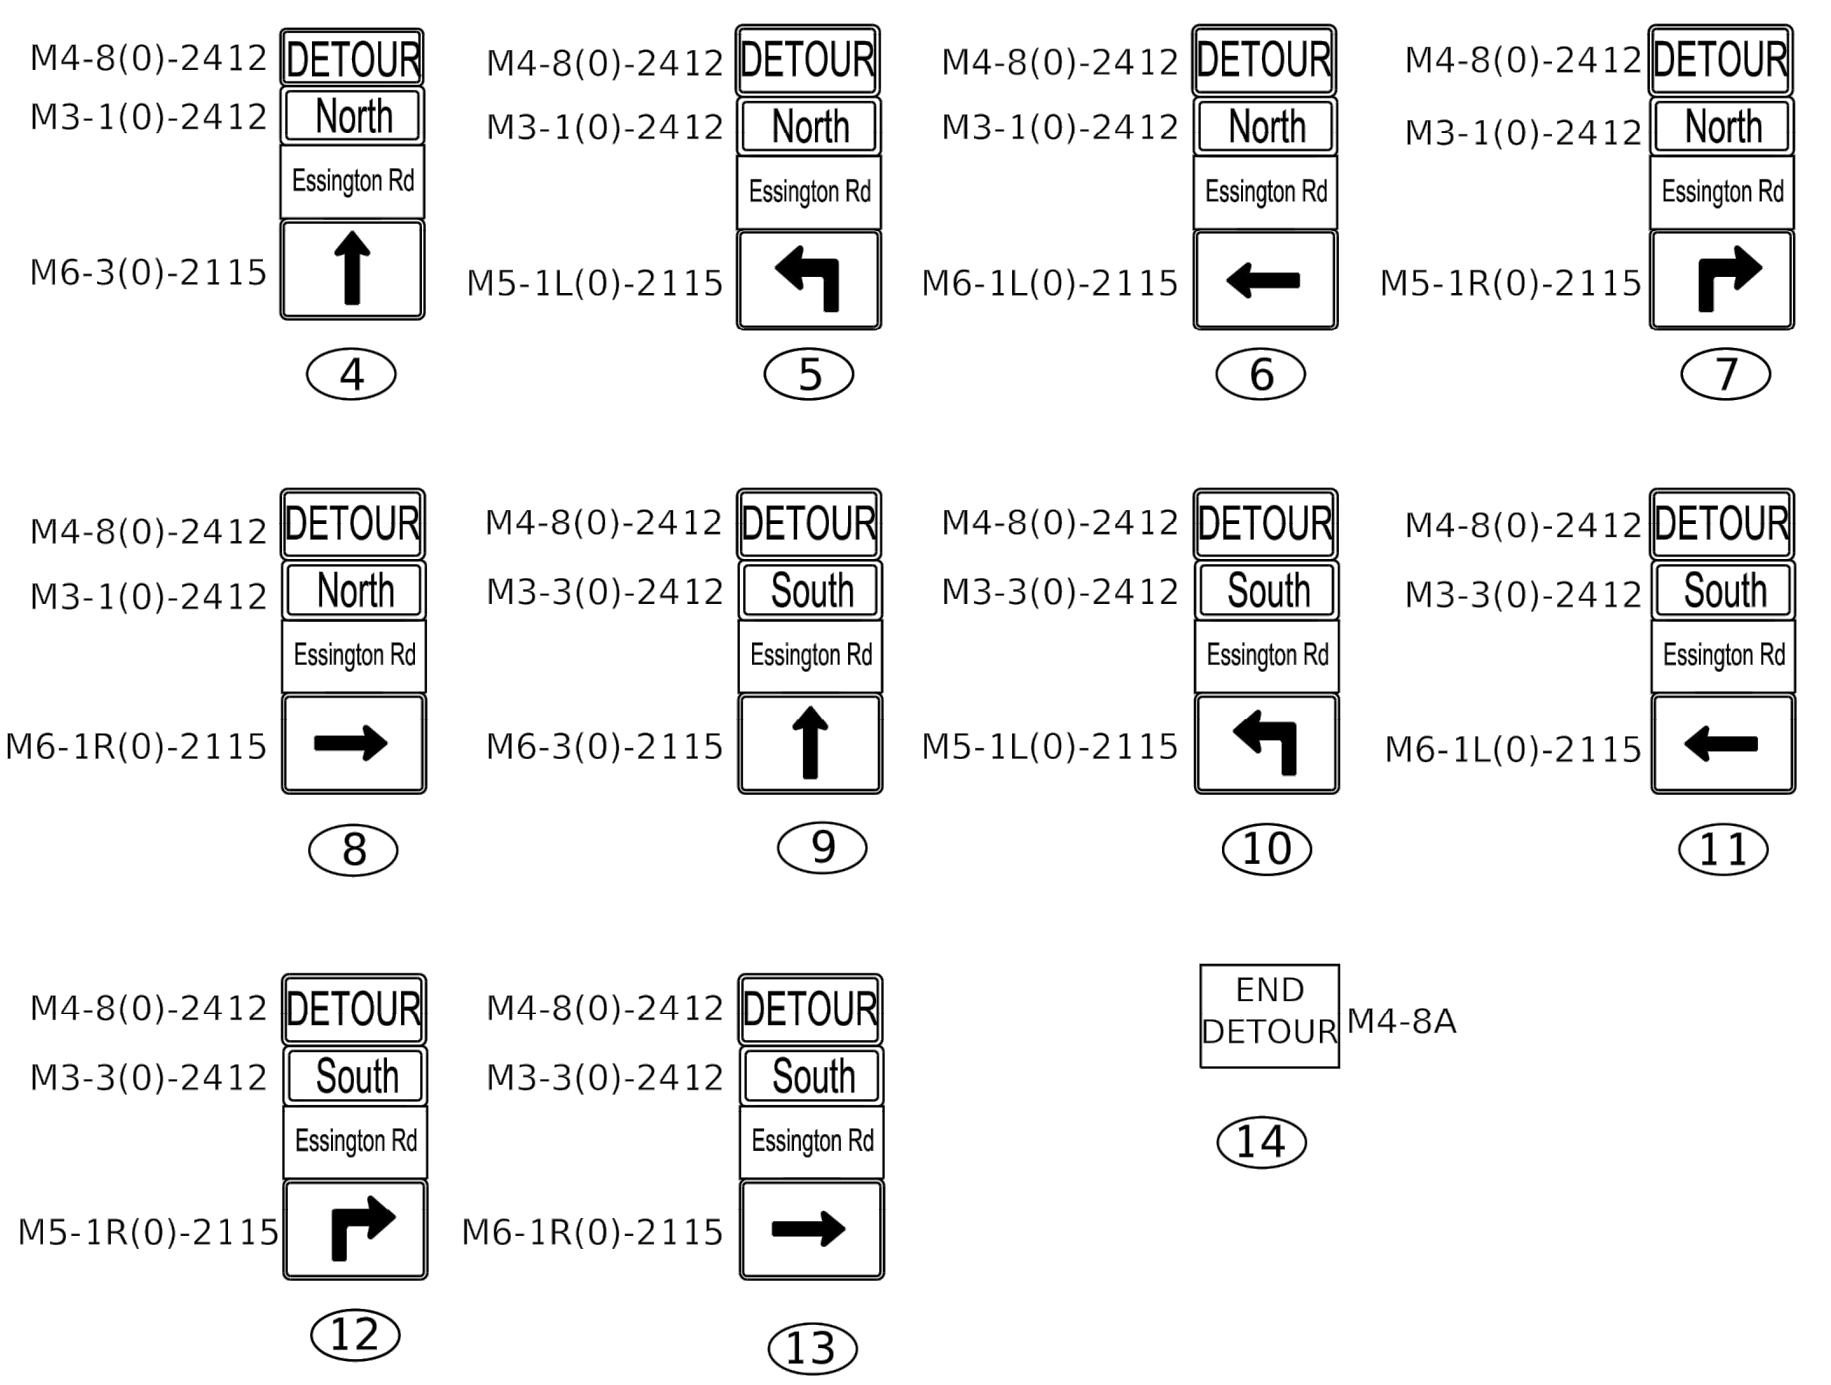 M4-8(0)-2412 DETOUR
M3-1(0)-2412 North
Essington Rd
M6-3(0)-2115
4
M4-8(0)-2412 DETOUR
M3-1(0)-2412 North
Essington Rd
M5-1L(0)-2115
5
M4-8(0)-2412 DETOUR
M3-1(0)-2412 North
Essington Rd
M6-1L(0)-2115
6
M4-8(0)-2412 DETOUR
M3-1(0)-2412 North
Essington Rd
M5-1R(0)-2115
7
M4-8(0)-2412 DETOUR
M3-1(0)-2412 North
Essington Rd
M6-1R(0)-2115
8
M4-8(0)-2412 DETOUR
M3-3(0)-2412 South
Essington Rd
M6-3(0)-2115
9
M4-8(0)-2412 DETOUR
M3-3(0)-2412 South
Essington Rd
M5-1L(0)-2115
10
M4-8(0)-2412 DETOUR
M3-3(0)-2412 South
Essington Rd
M6-1L(0)-2115
11
M4-8(0)-2412 DETOUR
M3-3(0)-2412 South
Essington Rd
M5-1R(0)-2115
12
M4-8(0)-2412 DETOUR
M3-3(0)-2412 South
Essington Rd
M6-1R(0)-2115
13
END
DETOUR
M4-8A
14